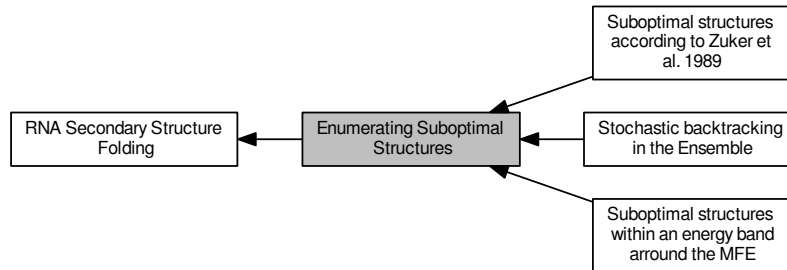 RNA Secondary Structure
Folding
Enumerating Suboptimal
Structures
Suboptimal structures
according to Zuker et
al. 1989
Stochastic backtracking
in the Ensemble
Suboptimal structures
within an energy band
arround the MFE